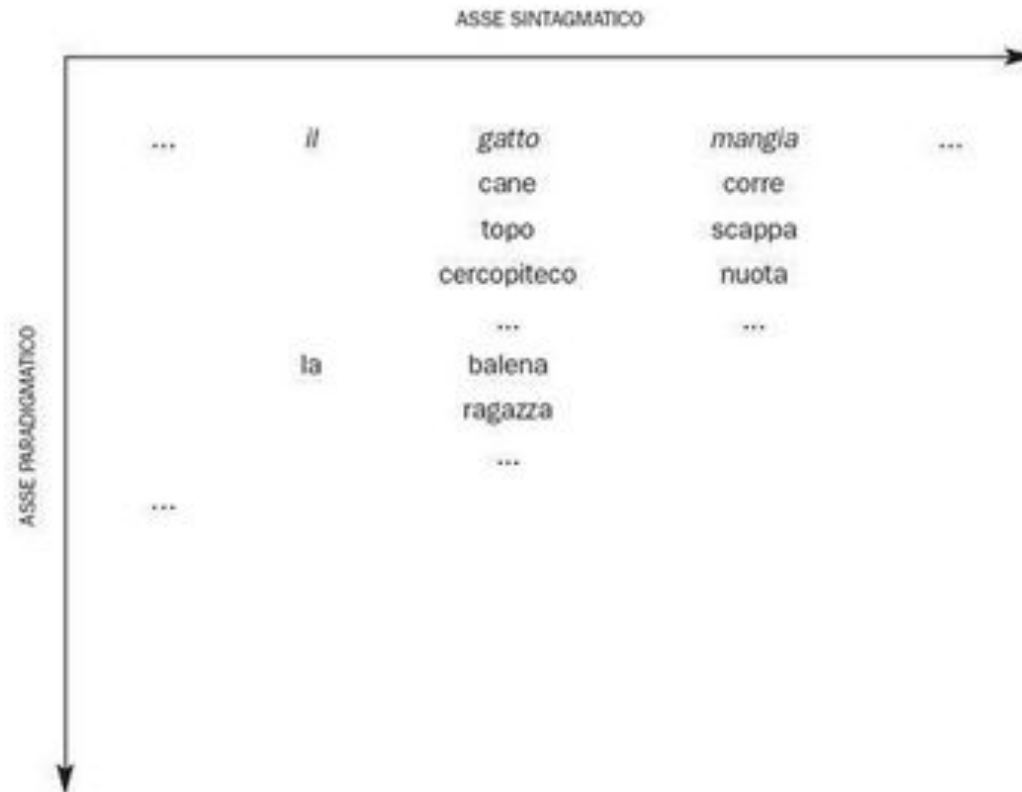 ASSE SINTAGMATICO
... il gatto mangia ...
cane corre
topo scappa
cercopiteco nuota
... ...
la balena
ragazza
...
...
ASSE PARADIGMATICO